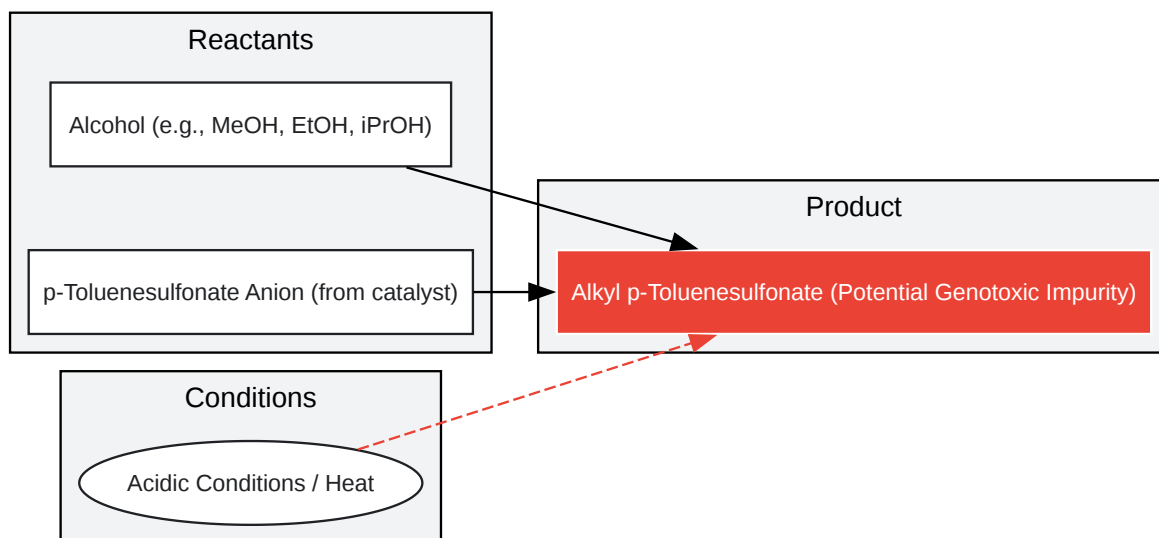 Reactants
Alcohol (e.g., MeOH, EtOH, iPrOH)
p-Toluenesulfonate Anion (from catalyst)
Product
Alkyl p-Toluenesulfonate (Potential Genotoxic Impurity)
Conditions
Acidic Conditions / Heat